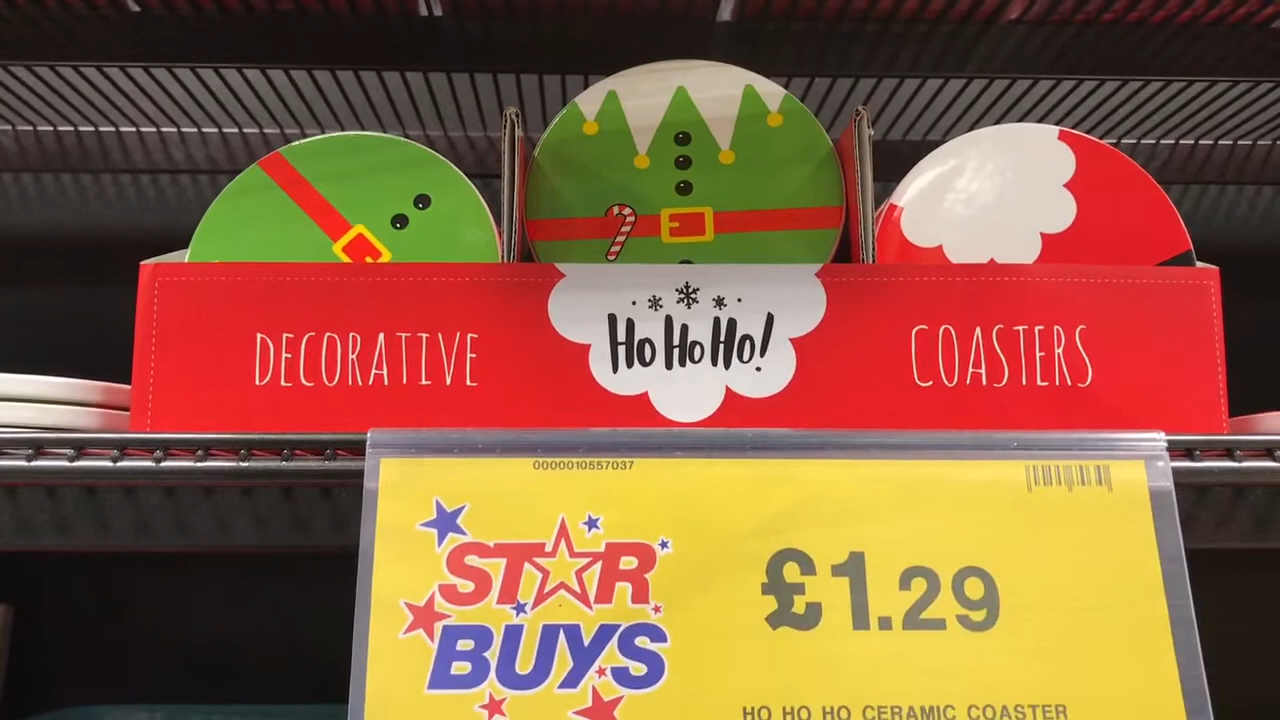 DECORATIVE
Ho Ho Ho!
COASTERS
0000010557037
STAR
BUYS
£1.29
HO HO HO CERAMIC COASTER